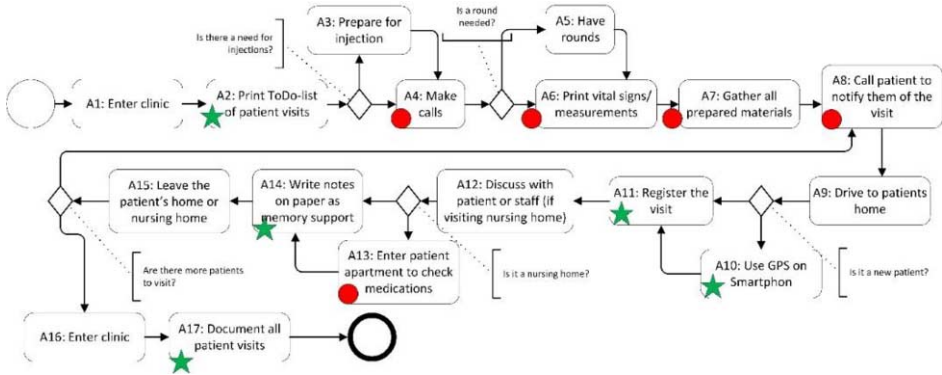 Is there a need for
injections?
A3: Prepare for
injection
Is a round
needed?
A5: Have
rounds
A1: Enter clinic
A2: Print ToDo-list
of patient visits
A4: Make
calls
A6: Print vital signs/
measurements
A7: Gather all
prepared materials
A8: Call patient to
notify them of the
visit
A15: Leave the
patient's home or
nursing home
A14: Write notes
on paper as
memory support
A12: Discuss with
patient or staff (if
visiting nursing home)
A11: Register the
visit
A9: Drive to patients
home
Are there more patients
to visit?
A13: Enter patient
apartment to check
medications
Is it a nursing home?
A10: Use GPS on
Smartphon
Is it a new patient?
A16: Enter clinic
A17: Document all
patient visits